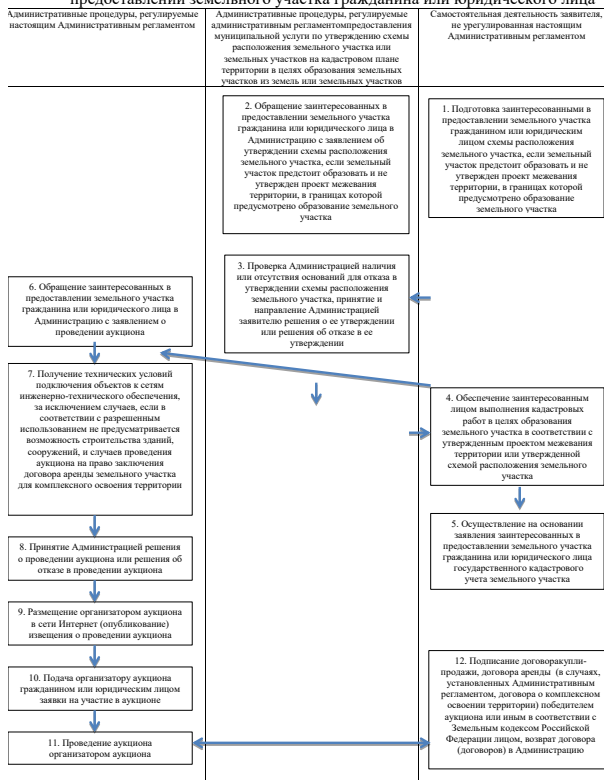 предоставлении земельного участка гражданина или юридического лица
Административные процедуры, регулируемые
настоящим Административным регламентом
Административные процедуры, регулируемые
административным регламентомпредоставления
муниципальной услуги по утверждению схемы
расположения земельного участка или
земельных участков на кадастровом плане
территории в целях образования земельных
участков из земель или земельных участков
Самостоятельная деятельность заявителя,
не урегулированная настоящим
Административным регламентом
2. Обращение заинтересованных в
предоставлении земельного участка
гражданина или юридического лица в
Администрацию с заявлением об
утверждении схемы расположения
земельного участка, если земельный
участок предстоит образовать и не
утвержден проект межевания
территории, в границах которой
предусмотрено образование земельного
участка
1. Подготовка заинтересованными в
предоставлении земельного участка
гражданином или юридическим
лицом схемы расположения
земельного участка, если земельный
участок предстоит образовать и не
утвержден проект межевания
территории, в границах которой
предусмотрено образование
земельного участка
3. Проверка Администрацией наличия
или отсутствия оснований для отказа в
утверждении схемы расположения
земельного участка, принятие и
направление Администрацией
заявителю решения о ее утверждении
или решения об отказе в ее
утверждении
6. Обращение заинтересованных в
предоставлении земельного участка
гражданина или юридического лица в
Администрацию с заявлением о
проведении аукциона
7. Получение технических условий
подключения объектов к сетям
инженерно-технического обеспечения,
за исключением случаев, если в
соответствии с разрешенным
использованием не предусматривается
возможность строительства зданий,
сооружений, и случаев проведения
аукциона на право заключения
договора аренды земельного участка
для комплексного освоения территории
4. Обеспечение заинтересованным
лицом выполнения кадастровых
работ в целях образования
земельного участка в соответствии с
утвержденным проектом межевания
территории или утвержденной
схемой расположения земельного
участка
5. Осуществление на основании
заявления заинтересованных в
предоставлении земельного участка
гражданина или юридического лица
государственного кадастрового
учета земельного участка
8. Принятие Администрацией решения
о проведении аукциона или решения об
отказе в проведении аукциона
9. Размещение организатором аукциона
в сети Интернет (опубликование)
извещения о проведении аукциона
10. Подача организатору аукциона
гражданином или юридическим лицом
заявки на участие в аукционе
11. Проведение аукциона
организатором аукциона
12. Подписание договоракупли-
продажи, договора аренды (в случаях,
установленных Административным
регламентом, договора о комплексном
освоении территории) победителем
аукциона или иным в соответствии с
Земельным кодексом Российской
Федерации лицом, возврат договора
(договоров) в Администрацию